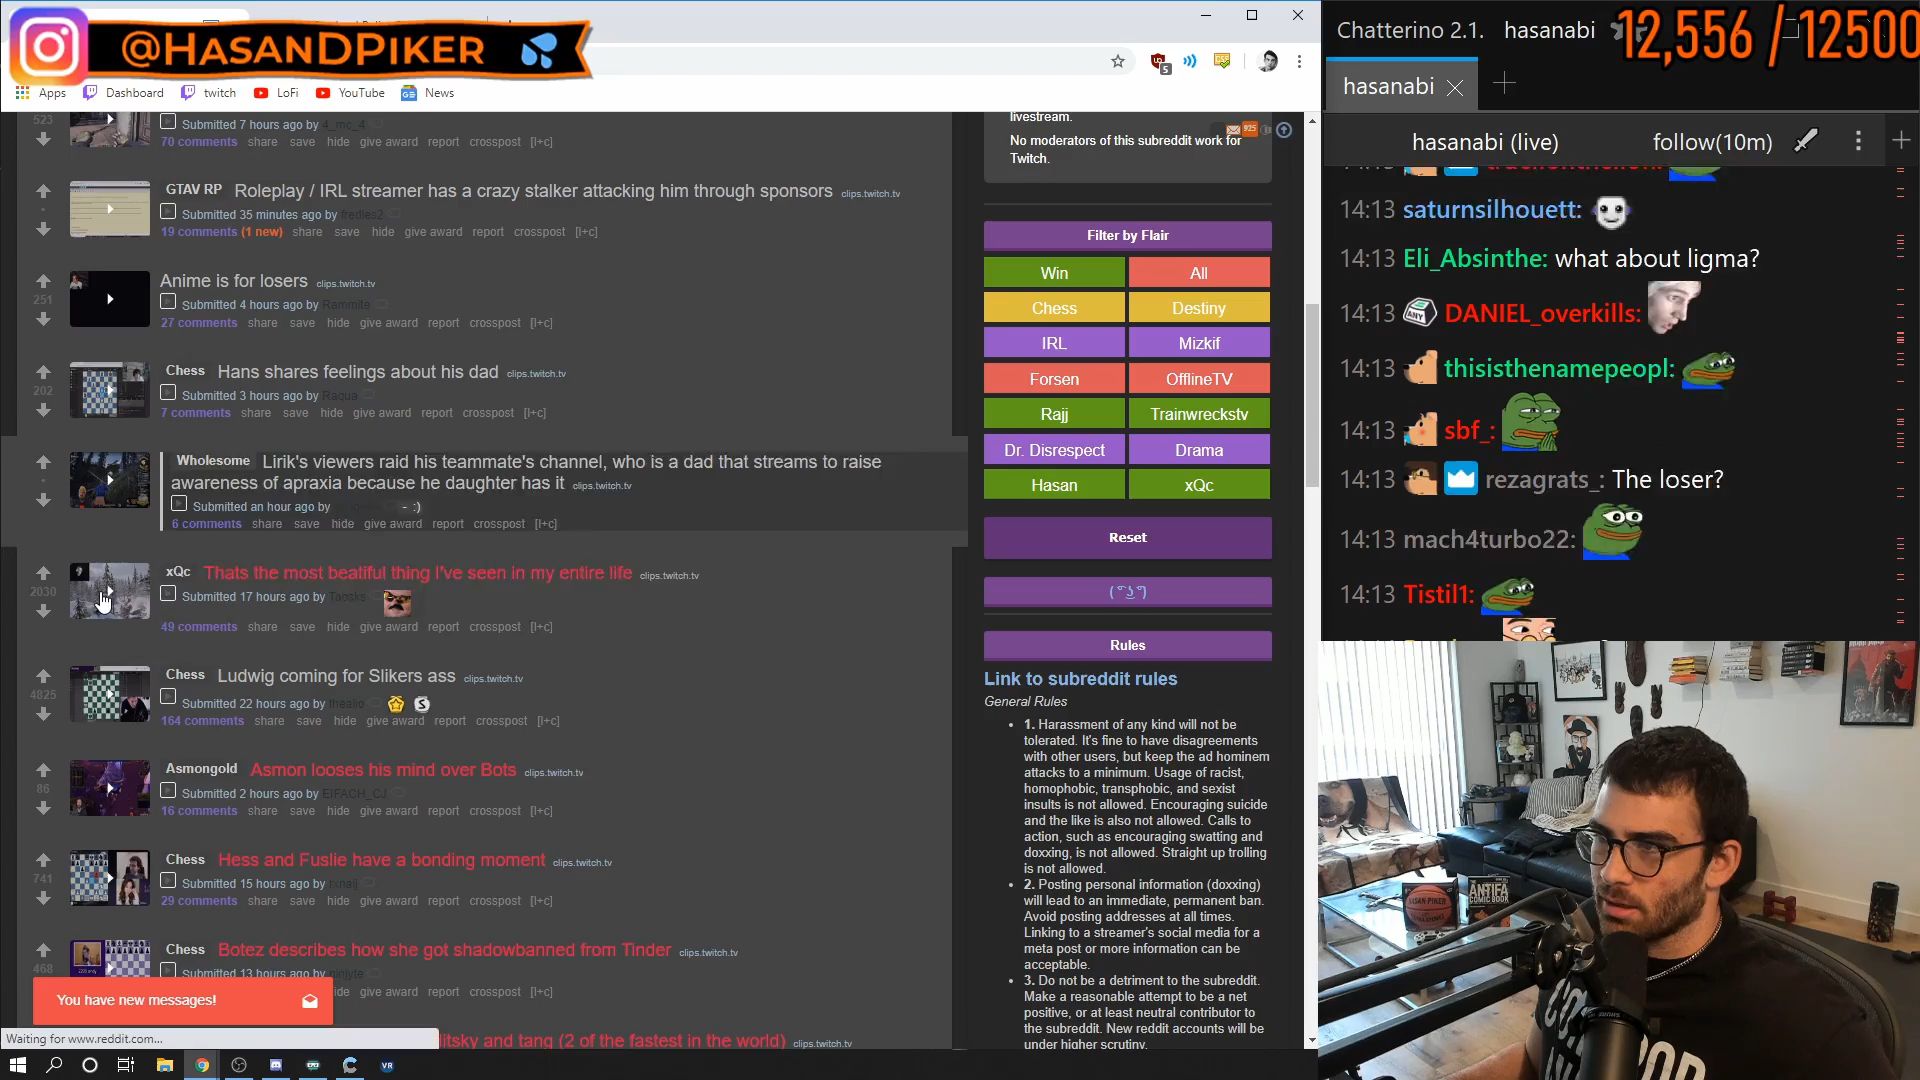 @HASANDPIKER
Apps Dashboard twitch LoFi YouTube News
523
Submitted 7 hours ago by 4_mc_4
70 comments share save hide give award report crosspost [l+c]
GTAV RP Roleplay / IRL streamer has a crazy stalker attacking him through sponsors clips.twitch.tv
Submitted 35 minutes ago by fredles2
19 comments (1 new) share save hide give award report crosspost [l+c]
Anime is for losers clips.twitch.tv
251
Submitted 4 hours ago by Rammite
27 comments share save hide give award report crosspost [l+c]
Chess Hans shares feelings about his dad clips.twitch.tv
202
Submitted 3 hours ago by Raqua
7 comments share save hide give award report crosspost [l+c]
Wholesome Lirik's viewers raid his teammate's channel, who is a dad that streams to raise
awareness of apraxia because he daughter has it clips.twitch.tv
Submitted an hour ago by - :)
6 comments share save hide give award report crosspost [l+c]
xQc Thats the most beatiful thing I've seen in my entire life clips.twitch.tv
2030
Submitted 17 hours ago by
49 comments share save hide give award report crosspost [l+c]
Chess Ludwig coming for Slikers ass clips.twitch.tv
4825
Submitted 22 hours ago by
164 comments share save hide give award report crosspost [l+c]
Asmongold Asmon looses his mind over Bots clips.twitch.tv
86
Submitted 2 hours ago by EIFACH_CJ
16 comments share save hide give award report crosspost [l+c]
Chess Hess and Fuslie have a bonding moment clips.twitch.tv
741
Submitted 15 hours ago by
29 comments share save hide give award report crosspost [l+c]
Chess Botez describes how she got shadowbanned from Tinder clips.twitch.tv
468
Submitted 13 hours ago by
ide give award report crosspost [l+c]
You have new messages!
litsky and tang (2 of the fastest in the world) clips.twitch.tv
Waiting for www.reddit.com...
livestream.
925
No moderators of this subreddit work for
Twitch.
Filter by Flair
Win All
Chess Destiny
IRL Mizkif
Forsen OfflineTV
Rajj Trainwreckstv
Dr. Disrespect Drama
Hasan xQc
Reset
( ͡° ͜ʖ ͡°)
Rules
Link to subreddit rules
General Rules
• 1. Harassment of any kind will not be
tolerated. It's fine to have disagreements
with other users, but keep the ad hominem
attacks to a minimum. Usage of racist,
homophobic, transphobic, and sexist
insults is not allowed. Encouraging suicide
and the like is also not allowed. Calls to
action, such as encouraging swatting and
doxxing, is not allowed. Straight up trolling
is not allowed.
• 2. Posting personal information (doxxing)
will lead to an immediate, permanent ban.
Avoid posting addresses at all times.
Linking to a streamer's social media for a
meta post or more information can be
acceptable.
• 3. Do not be a detriment to the subreddit.
Make a reasonable attempt to be a net
positive, or at least neutral contributor to
the subreddit. New reddit accounts will be
under higher scrutiny.
Chatterino 2.1. hasanabi
12,556 /12500
hasanabi
hasanabi (live) follow(10m)
14:13 saturnsilhouett:
14:13 Eli_Absinthe: what about ligma?
14:13 ANY DANIEL_overkills:
14:13 thisisthenamepeopl:
14:13 sbf_:
14:13 rezagrats_: The loser?
14:13 mach4turbo22:
14:13 Tistil1:
HASAN PIKER
THE ANTIFA
COMIC BOOK
VR